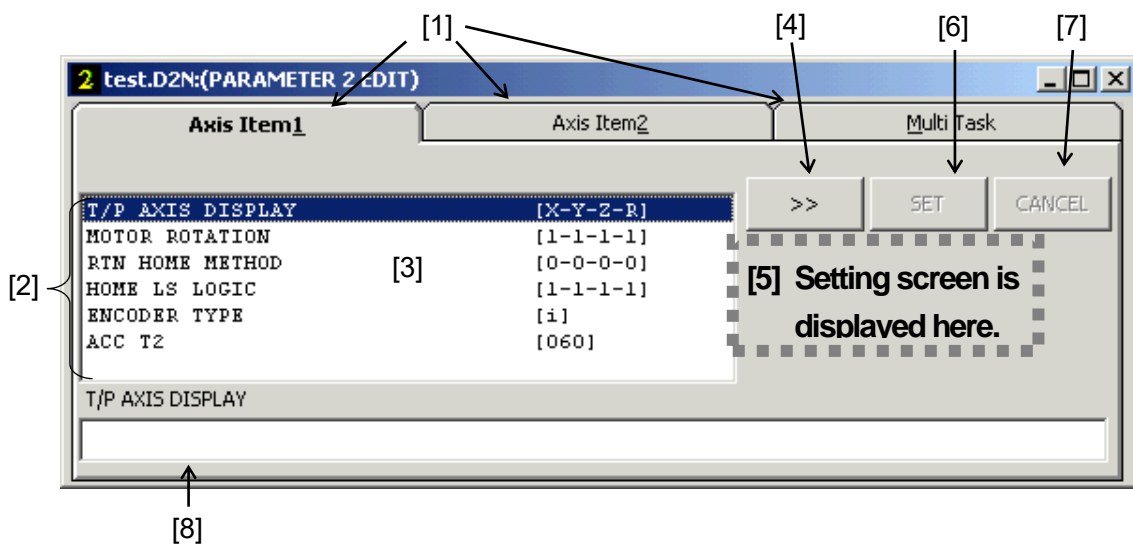 [1] [4] [6] [7]
2 test.D2N:(PARAMETER 2 EDIT)
Axis Item1 Axis Item2 Multi Task
>> SET CANCEL
T/P AXIS DISPLAY [X-Y-Z-R]
MOTOR ROTATION [1-1-1-1]
RTN HOME METHOD [0-0-0-0]
HOME LS LOGIC [1-1-1-1]
ENCODER TYPE [i]
ACC T2 [060]
[2]
[3]
[5] Setting screen is
displayed here.
T/P AXIS DISPLAY
[8]